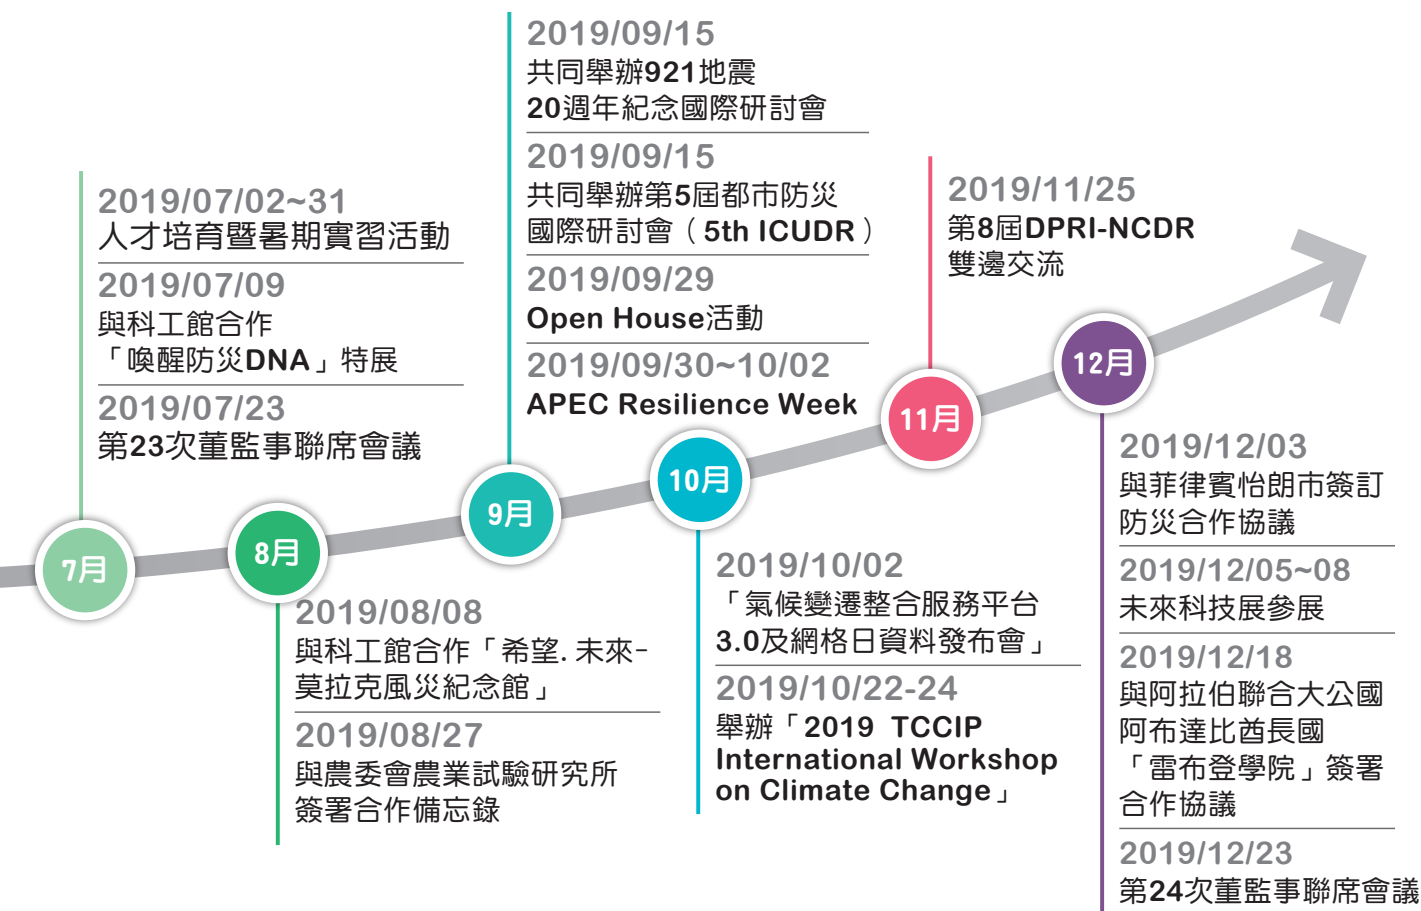 7月
2019/07/02~31
人才培育暨暑期實習活動
2019/07/09
與科工館合作
「喚醒防災DNA」特展
2019/07/23
第23次董監事聯席會議
8月
2019/08/08
與科工館合作「希望.未來-
莫拉克風災紀念館」
2019/08/27
與農委會農業試驗研究所
簽署合作備忘錄
9月
2019/09/15
共同舉辦921地震
20週年紀念國際研討會
2019/09/15
共同舉辦第5屆都市防災
國際研討會（5th ICUDR）
2019/09/29
Open House活動
2019/09/30~10/02
APEC Resilience Week
10月
2019/10/02
「氣候變遷整合服務平台
3.0及網格日資料發布會」
2019/10/22-24
舉辦「2019 TCCIP
International Workshop
on Climate Change」
11月
2019/11/25
第8屆DPRI-NCDR
雙邊交流
12月
2019/12/03
與菲律賓怡朗市簽訂
防災合作協議
2019/12/05~08
未來科技展參展
2019/12/18
與阿拉伯聯合大公國
阿布達比酋長國
「雷布登學院」簽署
合作協議
2019/12/23
第24次董監事聯席會議